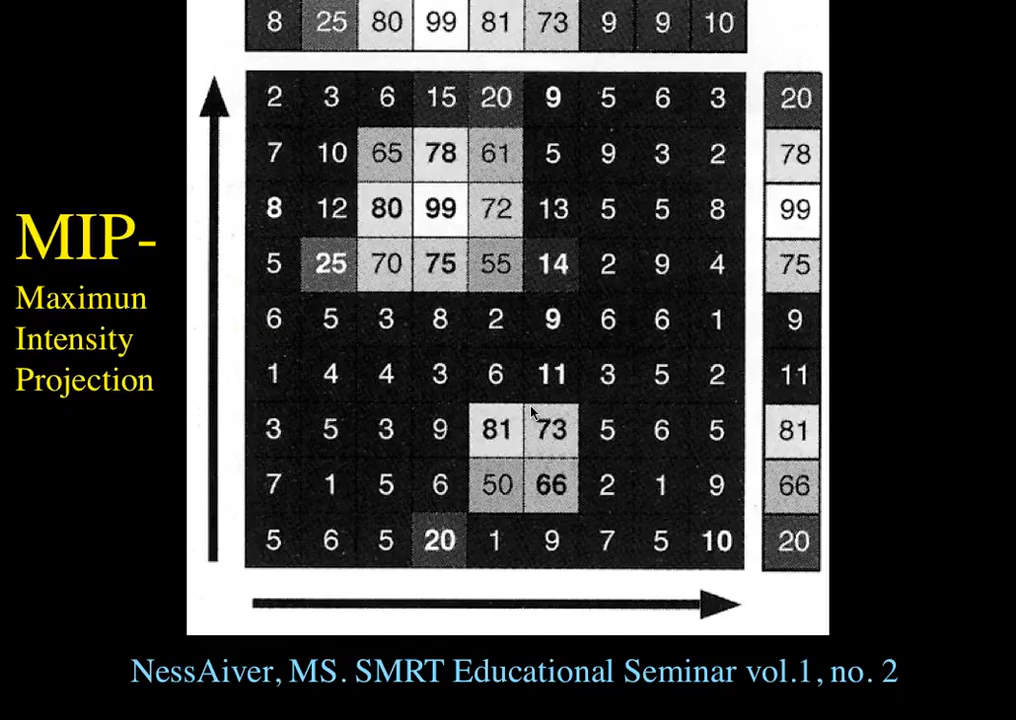 8 25 80 99 81 73 9 9 10
2 3 6 15 20 9 5 6 3 20
7 10 65 78 61 5 9 3 2 78
8 12 80 99 72 13 5 5 8 99
5 25 70 75 55 14 2 9 4 75
6 5 3 8 2 9 6 6 1 9
1 4 4 3 6 11 3 5 2 11
3 5 3 9 81 73 5 6 5 81
7 1 5 6 50 66 2 1 9 66
5 6 5 20 1 9 7 5 10 20
MIP-
Maximun
Intensity
Projection
NessAiver, MS. SMRT Educational Seminar vol.1, no. 2